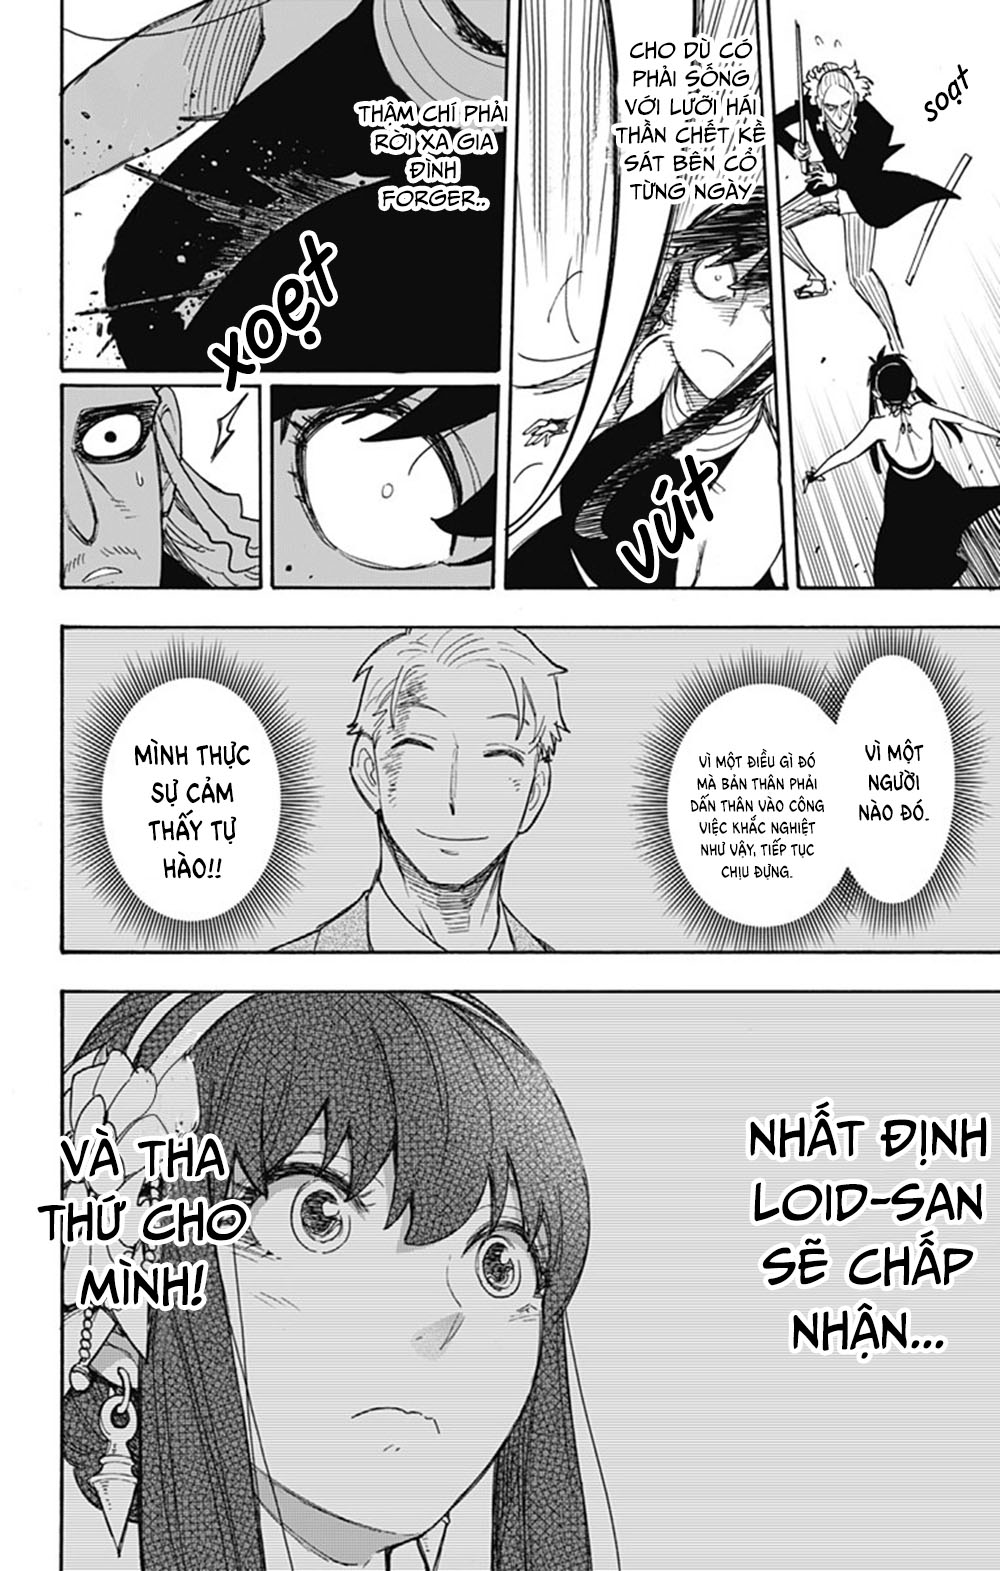 soạt
CHO DÙ CÓ
PHẢI SỐNG
VỚI LƯỠI HÁI
THẦN CHẾT KỀ
SÁT BÊN CỔ
TỪNG NGÀY
vút
THẬM CHÍ PHẢI
RỜI XA GIA
ĐÌNH
FORGER..
xoẹt
VÌ MỘT
NGƯỜI
NÀO ĐÓ.
VÌ MỘT ĐIỀU GÌ ĐÓ
MÀ BẢN THÂN PHẢI
DẤN THÂN VÀO CÔNG
VIỆC KHẮC NGHIỆT
NHƯ VẬY, TIẾP TỤC
CHỊU ĐỰNG.
MÌNH THỰC
SỰ CẢM
THẤY TỰ
HÀO!!
NHẤT ĐỊNH
LOID-SAN
SẼ CHẤP
NHẬN...
VÀ THA
THỨ CHO
MÌNH!